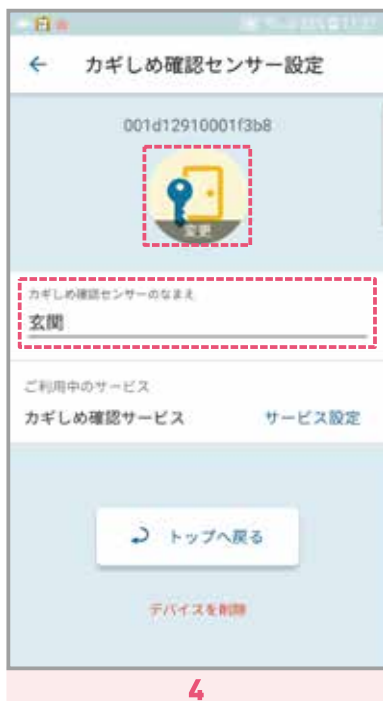 カギしめ確認センサー設定
001d12910001f3b8
変更
カギしめ確認センサーのなまえ
玄関
ご利用中のサービス
カギしめ確認サービス サービス設定
トップへ戻る
デバイスを削除
4